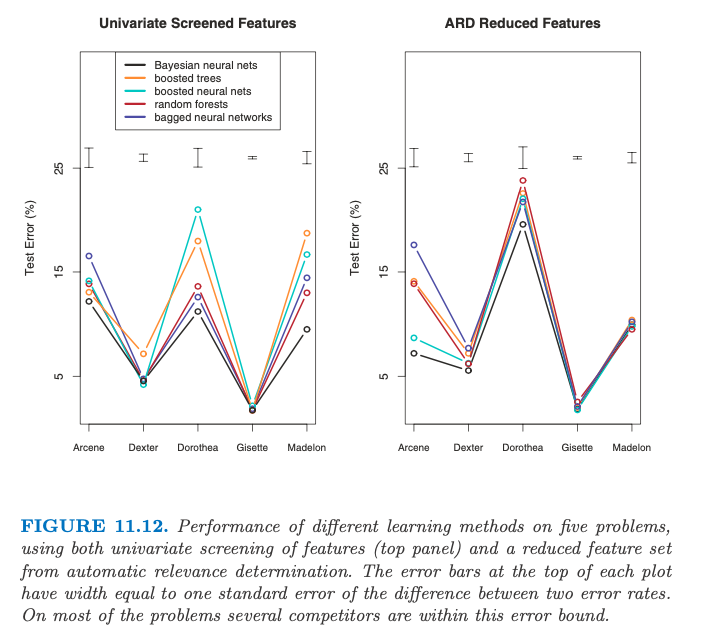 Univariate Screened Features
Bayesian neural nets
boosted trees
boosted neural nets
random forests
bagged neural networks
Test Error (%)
25
15
5
Arcene Dexter Dorothea Gisette Madelon
ARD Reduced Features
Test Error (%)
25
15
5
Arcene Dexter Dorothea Gisette Madelon
FIGURE 11.12. Performance of different learning methods on five problems,
using both univariate screening of features (top panel) and a reduced feature set
from automatic relevance determination. The error bars at the top of each plot
have width equal to one standard error of the difference between two error rates.
On most of the problems several competitors are within this error bound.